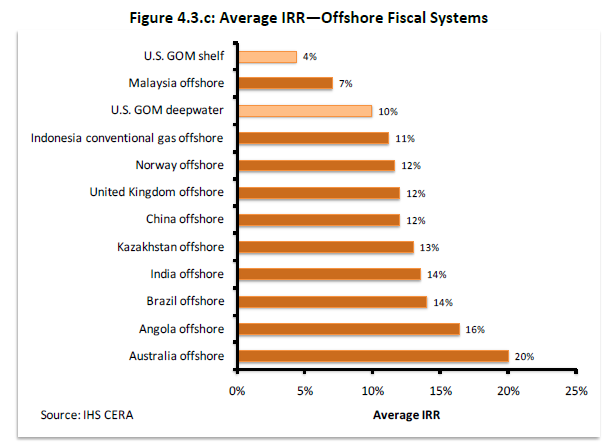 Figure 4.3.c: Average IRR—Offshore Fiscal Systems
U.S. GOM shelf 4%
Malaysia offshore 7%
U.S. GOM deepwater 10%
Indonesia conventional gas offshore 11%
Norway offshore 12%
United Kingdom offshore 12%
China offshore 12%
Kazakhstan offshore 13%
India offshore 14%
Brazil offshore 14%
Angola offshore 16%
Australia offshore 20%
0% 5% 10% 15% 20% 25%
Source: IHS CERA Average IRR